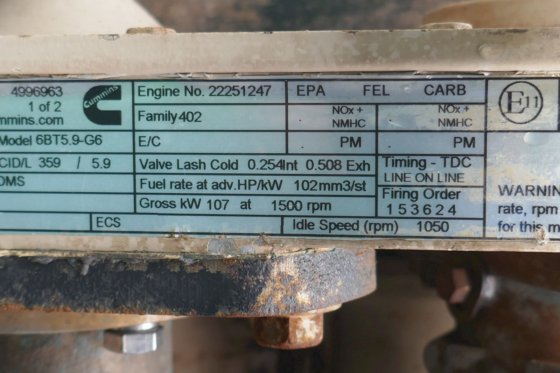 4996963
1 of 2
mmins.com
Cummins
Engine No. 22251247
EPA FEL CARB
E11
Family 402
NOx + NMHC
NOx + NMHC
Model 6BT5.9-G6
E/C
PM
PM
CID/L 359 / 5.9
Valve Lash Cold 0.254Int 0.508 Exh
Timing - TDC
LINE ON LINE
DMS
Fuel rate at adv.HP/kW 102mm3/st
Firing Order
1 5 3 6 2 4
WARNIN
Gross kW 107 at 1500 rpm
rate, rpm
ECS
Idle Speed (rpm) 1050
for this m